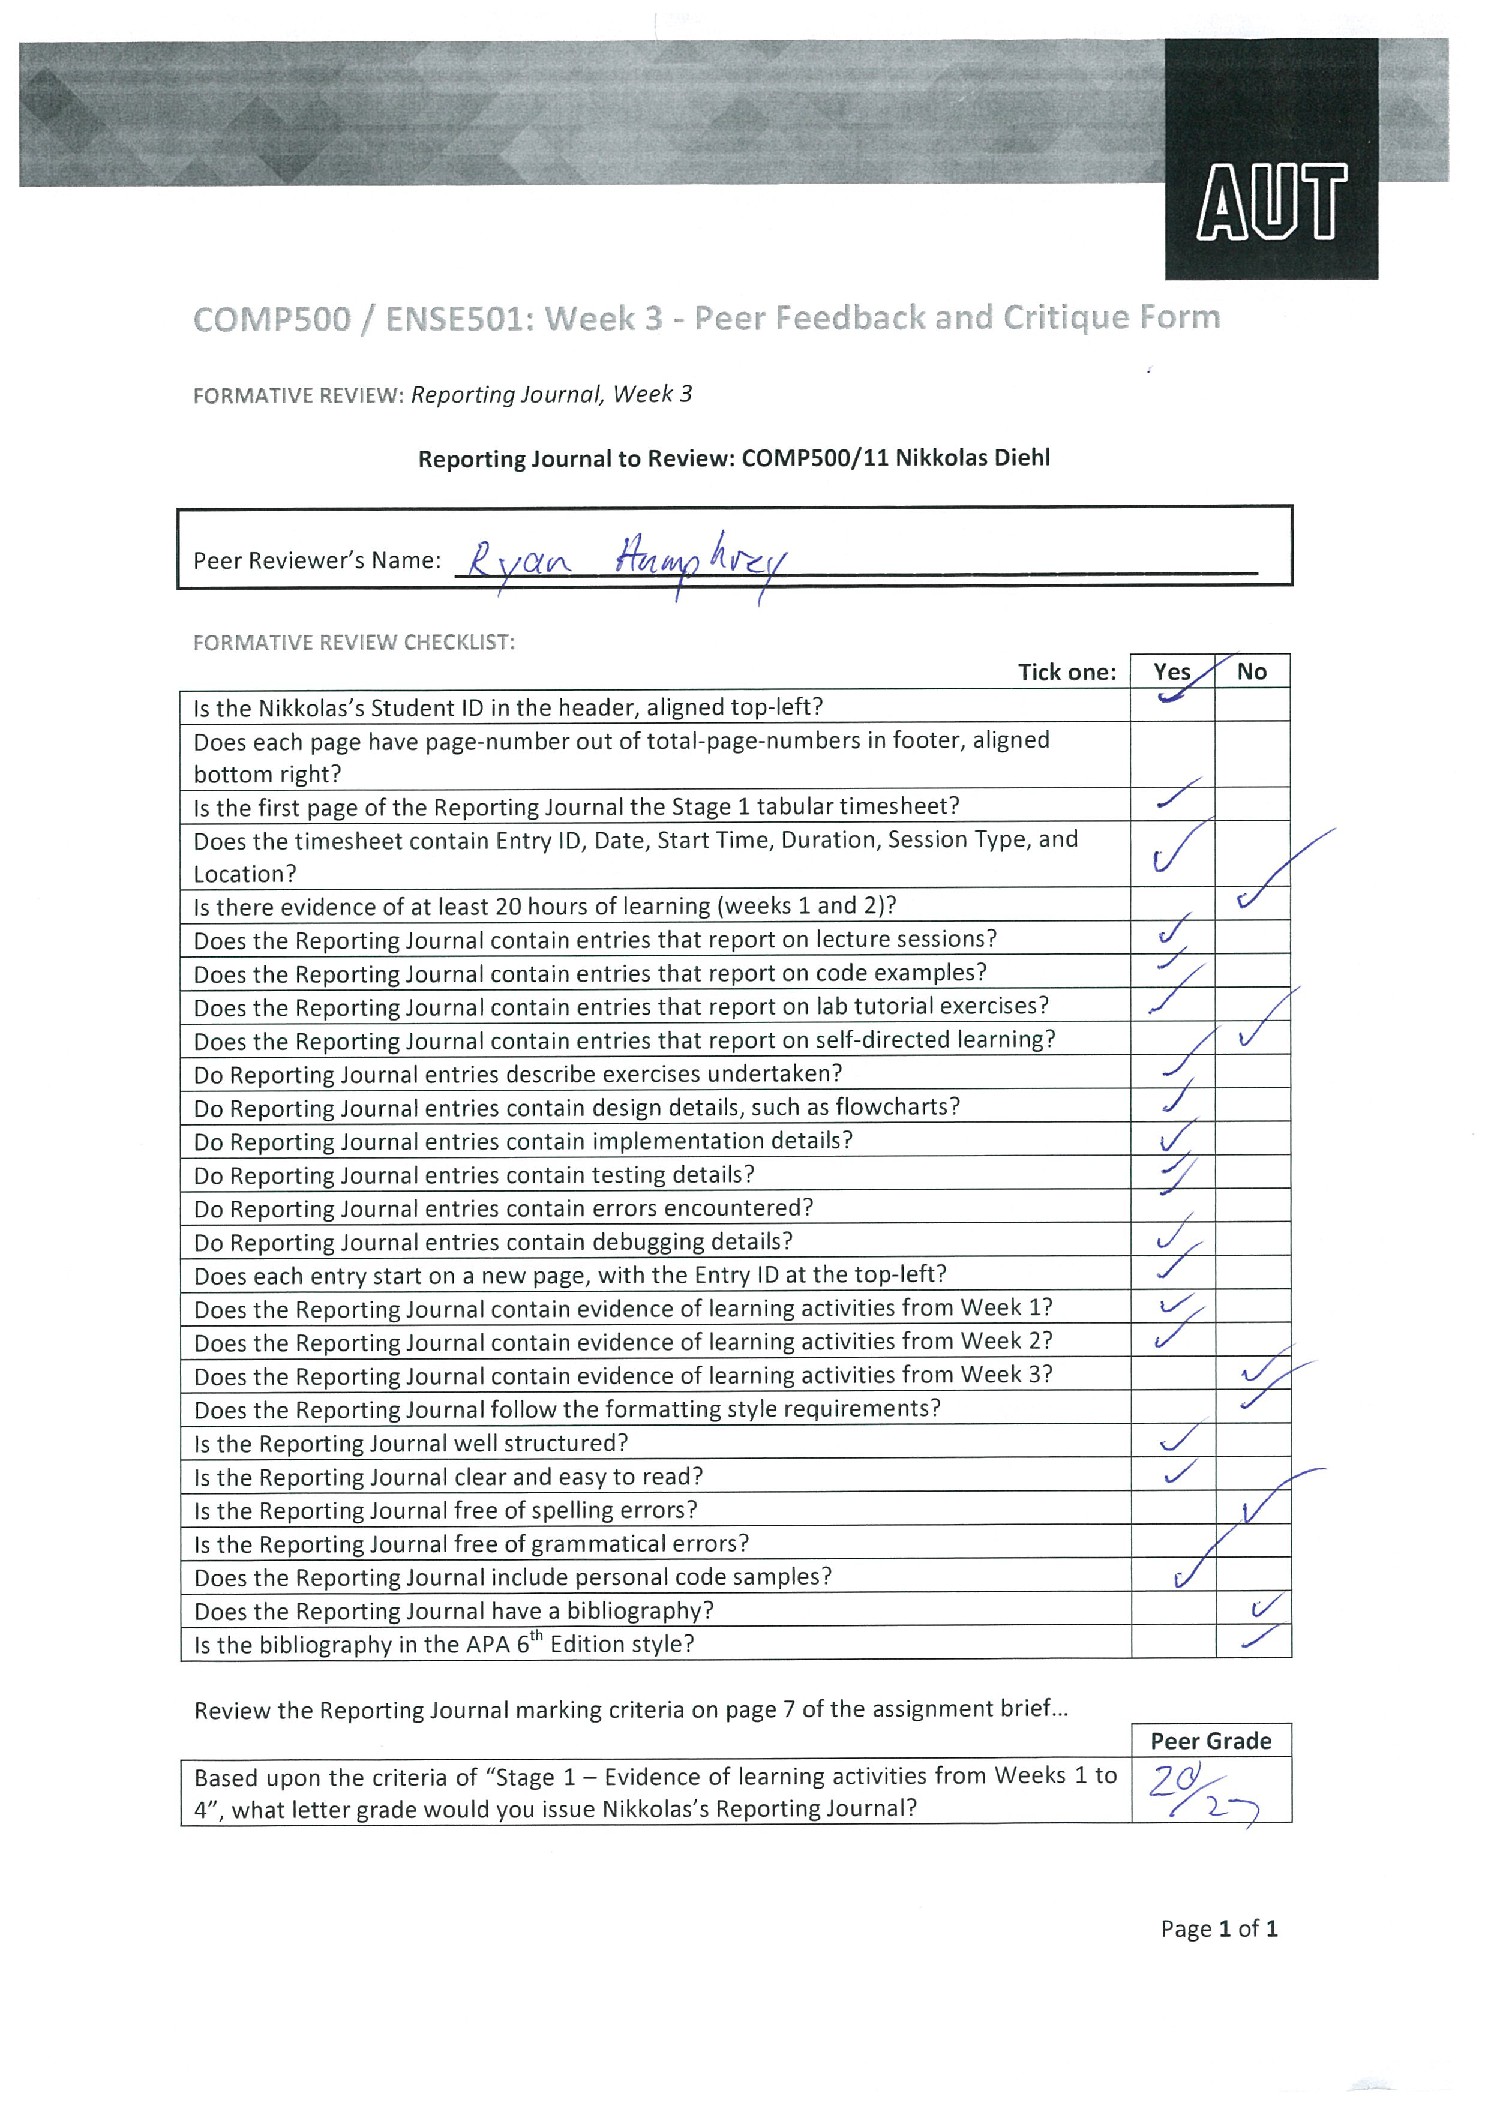 AUT
COMP500 / ENSE501: Week 3 - Peer Feedback and Critique Form
FORMATIVE REVIEW: Reporting Journal, Week 3
Reporting Journal to Review: COMP500/11 Nikkolas Diehl
Peer Reviewer's Name: Ryan Humphrey
FORMATIVE REVIEW CHECKLIST:
Tick one: Yes No
Is the Nikkolas's Student ID in the header, aligned top-left? ✓
Does each page have page-number out of total-page-numbers in footer, aligned
bottom right?
Is the first page of the Reporting Journal the Stage 1 tabular timesheet? ✓
Does the timesheet contain Entry ID, Date, Start Time, Duration, Session Type, and
Location? ✓
Is there evidence of at least 20 hours of learning (weeks 1 and 2)? ✓
Does the Reporting Journal contain entries that report on lecture sessions? ✓
Does the Reporting Journal contain entries that report on code examples? ✓
Does the Reporting Journal contain entries that report on lab tutorial exercises? ✓
Does the Reporting Journal contain entries that report on self-directed learning? ✓
Do Reporting Journal entries describe exercises undertaken? ✓
Do Reporting Journal entries contain design details, such as flowcharts? ✓
Do Reporting Journal entries contain implementation details? ✓
Do Reporting Journal entries contain testing details? ✓
Do Reporting Journal entries contain errors encountered?
Do Reporting Journal entries contain debugging details? ✓
Does each entry start on a new page, with the Entry ID at the top-left? ✓
Does the Reporting Journal contain evidence of learning activities from Week 1? ✓
Does the Reporting Journal contain evidence of learning activities from Week 2? ✓
Does the Reporting Journal contain evidence of learning activities from Week 3? ✓
Does the Reporting Journal follow the formatting style requirements? ✓
Is the Reporting Journal well structured? ✓
Is the Reporting Journal clear and easy to read? ✓
Is the Reporting Journal free of spelling errors? ✓
Is the Reporting Journal free of grammatical errors?
Does the Reporting Journal include personal code samples? ✓
Does the Reporting Journal have a bibliography? ✓
Is the bibliography in the APA 6th Edition style? ✓
Review the Reporting Journal marking criteria on page 7 of the assignment brief...
Peer Grade
Based upon the criteria of "Stage 1 – Evidence of learning activities from Weeks 1 to
4", what letter grade would you issue Nikkolas's Reporting Journal?
20/27
Page 1 of 1